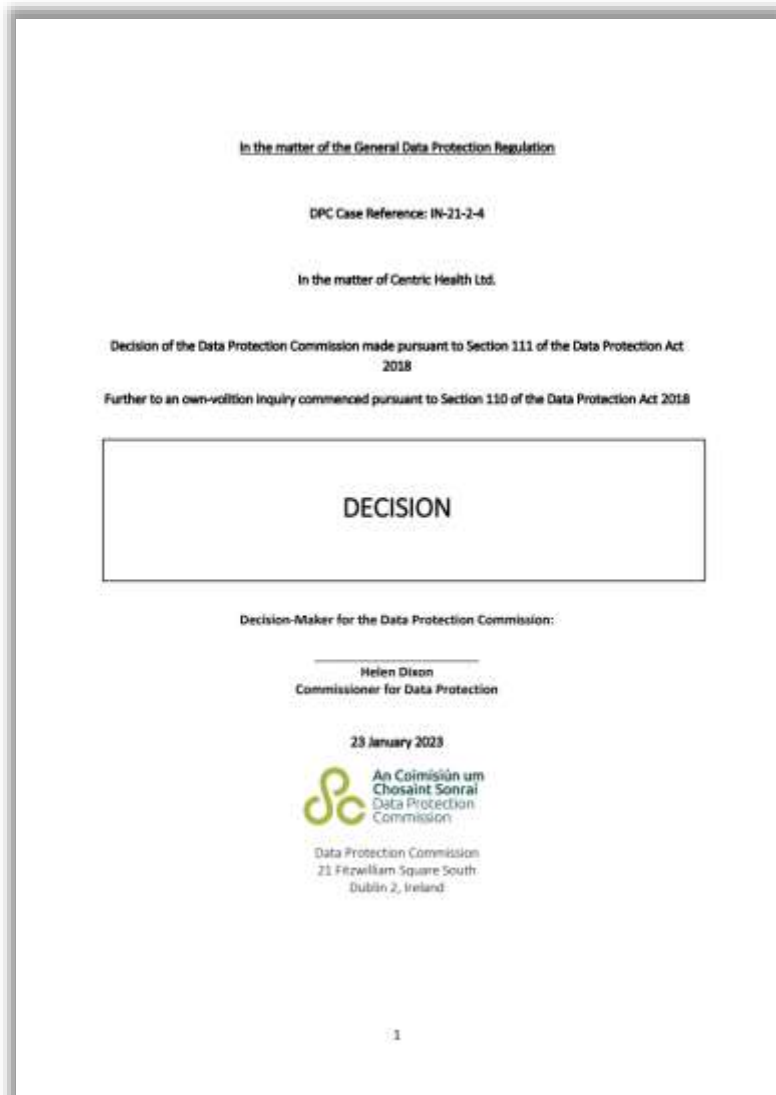 In the matter of the General Data Protection Regulation
DPC Case Reference: IN-21-2-4
In the matter of Centric Health Ltd.
Decision of the Data Protection Commission made pursuant to Section 111 of the Data Protection Act
2018
Further to an own-volition inquiry commenced pursuant to Section 110 of the Data Protection Act 2018
DECISION
Decision-Maker for the Data Protection Commission:
Helen Dixon
Commissioner for Data Protection
23 January 2023
An Coimisiún um
Chosaint Sonraí
Data Protection
Commission
Data Protection Commission
21 Fitzwilliam Square South
Dublin 2, Ireland
1